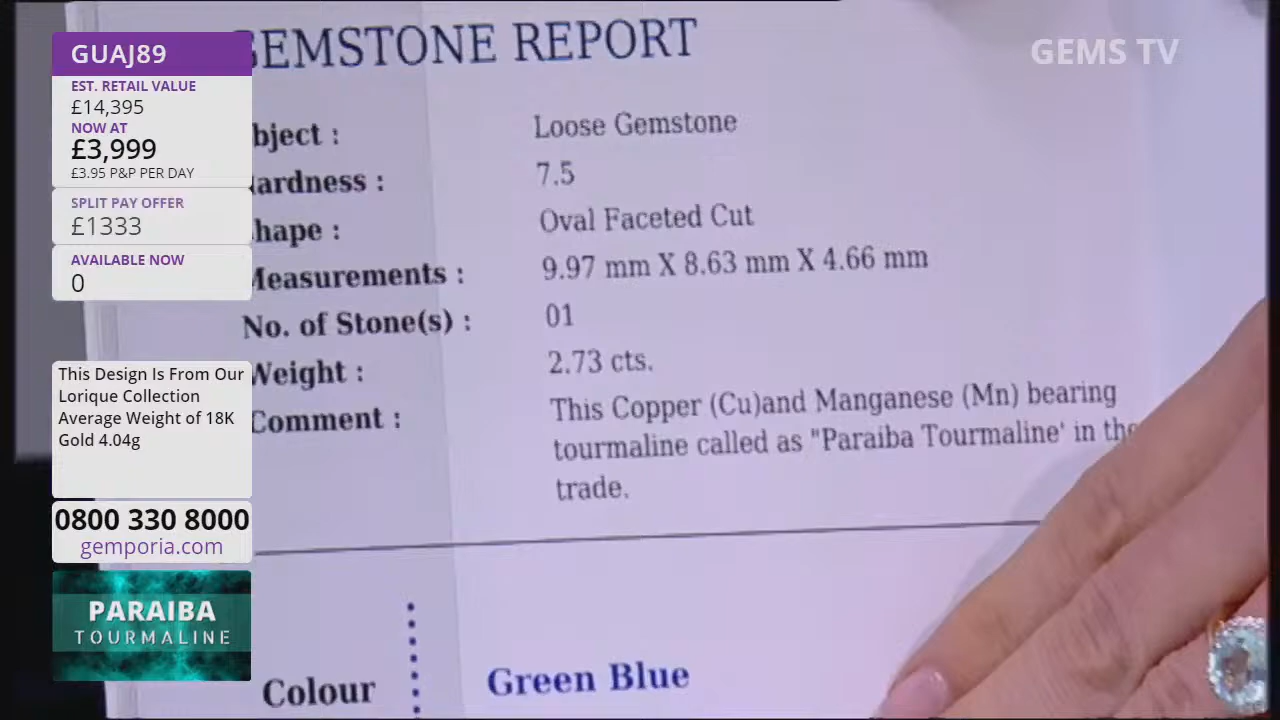 GUAJ89
EST. RETAIL VALUE
£14,395
NOW AT
£3,999
£3.95 P&P PER DAY
SPLIT PAY OFFER
£1333
AVAILABLE NOW
0
This Design Is From Our
Lorique Collection
Average Weight of 18K
Gold 4.04g
0800 330 8000
gemporia.com
PARAIBA
TOURMALINE
GEMS TV
GEMSTONE REPORT
bject : Loose Gemstone
ardness : 7.5
hape : Oval Faceted Cut
Measurements : 9.97 mm X 8.63 mm X 4.66 mm
No. of Stone(s) : 01
Weight : 2.73 cts.
Comment : This Copper (Cu)and Manganese (Mn) bearing
tourmaline called as "Paraiba Tourmaline' in the
trade.
Colour Green Blue